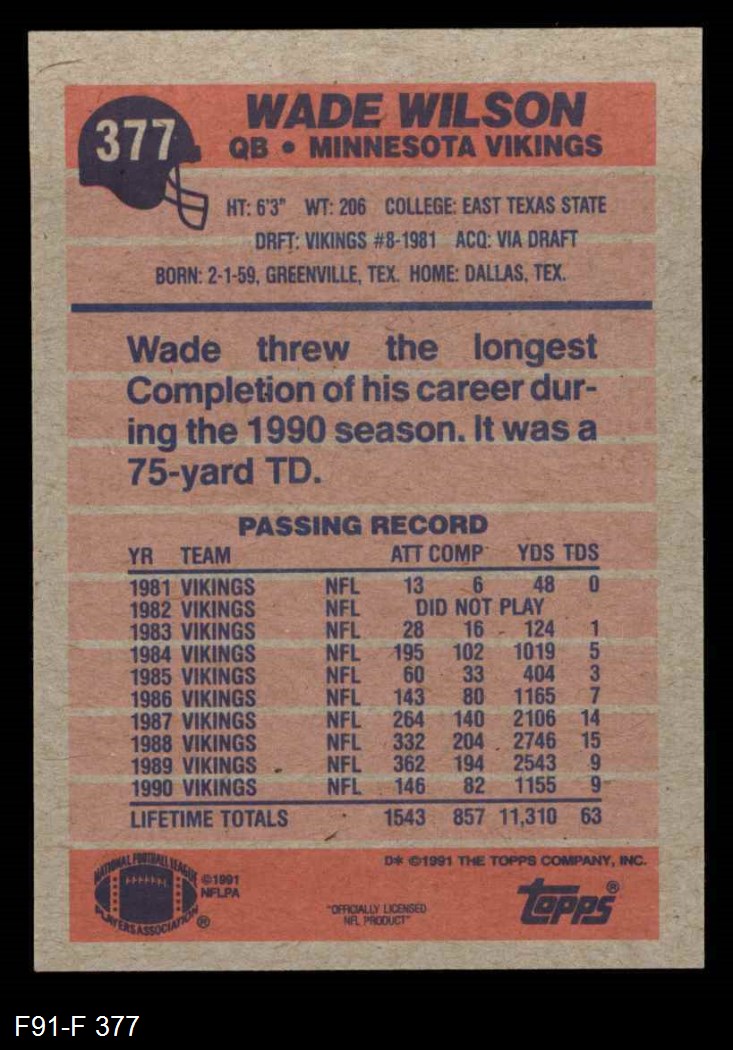 377
WADE WILSON
QB • MINNESOTA VIKINGS
HT: 6'3" WT: 206 COLLEGE: EAST TEXAS STATE
DRFT: VIKINGS #8-1981 ACQ: VIA DRAFT
BORN: 2-1-59, GREENVILLE, TEX. HOME: DALLAS, TEX.
Wade threw the longest
Completion of his career dur-
ing the 1990 season. It was a
75-yard TD.
PASSING RECORD
YR TEAM ATT COMP YDS TDS
1981 VIKINGS NFL 13 6 48 0
1982 VIKINGS NFL DID NOT PLAY
1983 VIKINGS NFL 28 16 124 1
1984 VIKINGS NFL 195 102 1019 5
1985 VIKINGS NFL 60 33 404 3
1986 VIKINGS NFL 143 80 1165 7
1987 VIKINGS NFL 264 140 2106 14
1988 VIKINGS NFL 332 204 2746 15
1989 VIKINGS NFL 362 194 2543 9
1990 VIKINGS NFL 146 82 1155 9
LIFETIME TOTALS 1543 857 11,310 63
D* ©1991 THE TOPPS COMPANY, INC.
NATIONAL FOOTBALL LEAGUE
PLAYERS ASSOCIATION ®
©1991
NFLPA
"OFFICIALLY LICENSED
NFL PRODUCT"
topps®
F91-F 377